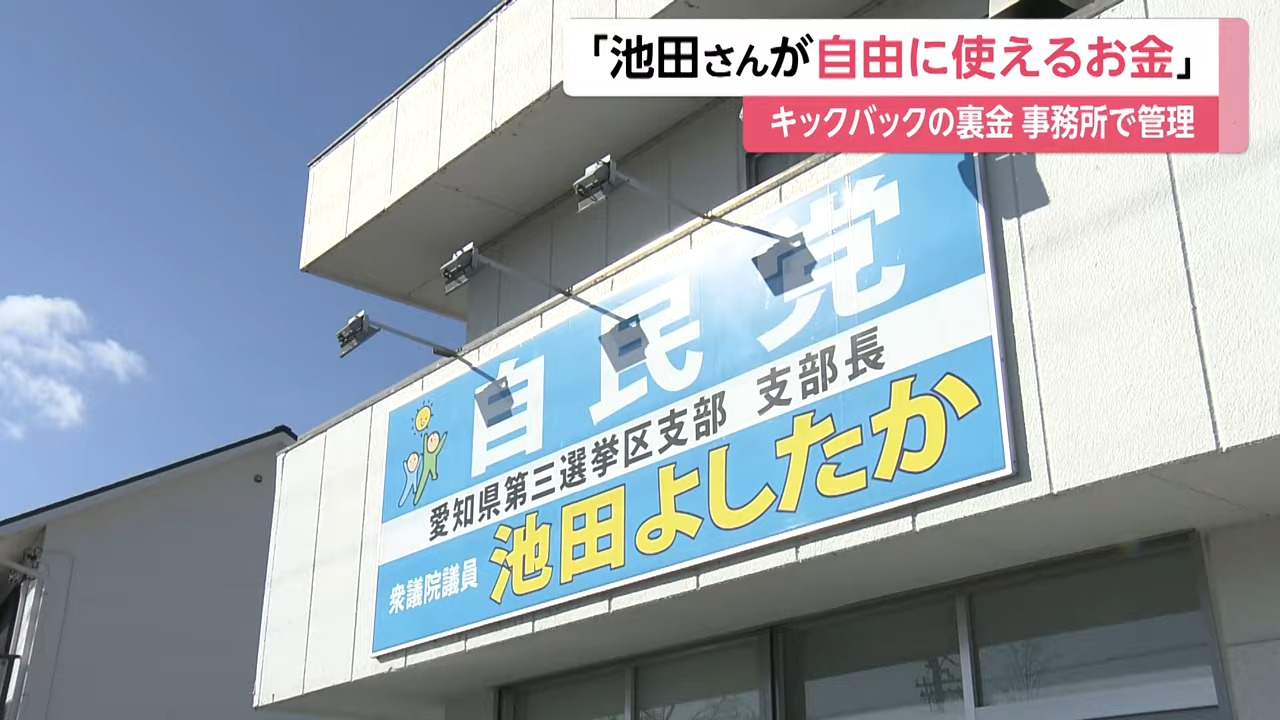 「池田さんが自由に使えるお金」
キックバックの裏金 事務所で管理
自民党
愛知県第三選挙区支部 支部長
衆議院議員 池田よしたか